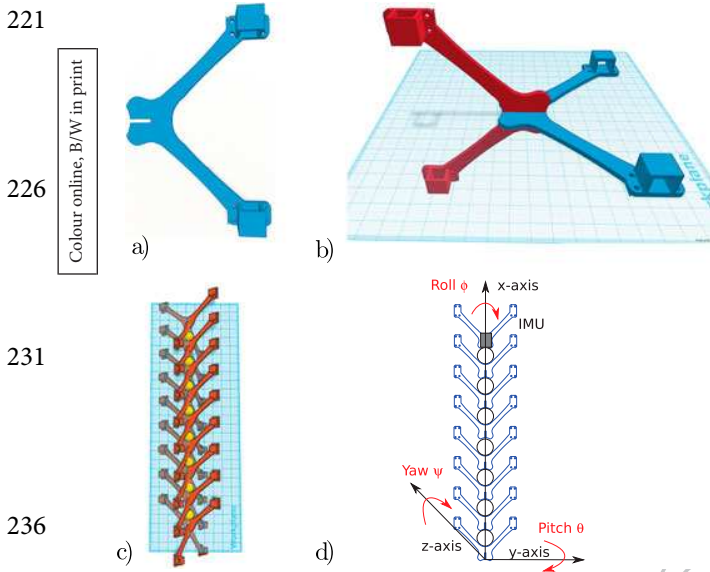 221
Colour online, B/W in print
226
a)
b)
231
236
c)
Roll ϕ
x-axis
IMU
Yaw ψ
z-axis
Pitch θ
y-axis
d)